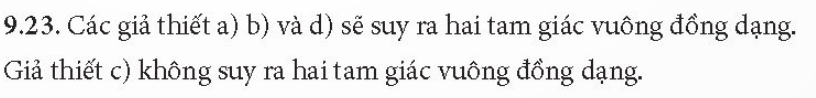 9.23. Các giả thiết a) b) và d) sẽ suy ra hai tam giác vuông đồng dạng.
Giả thiết c) không suy ra hai tam giác vuông đồng dạng.